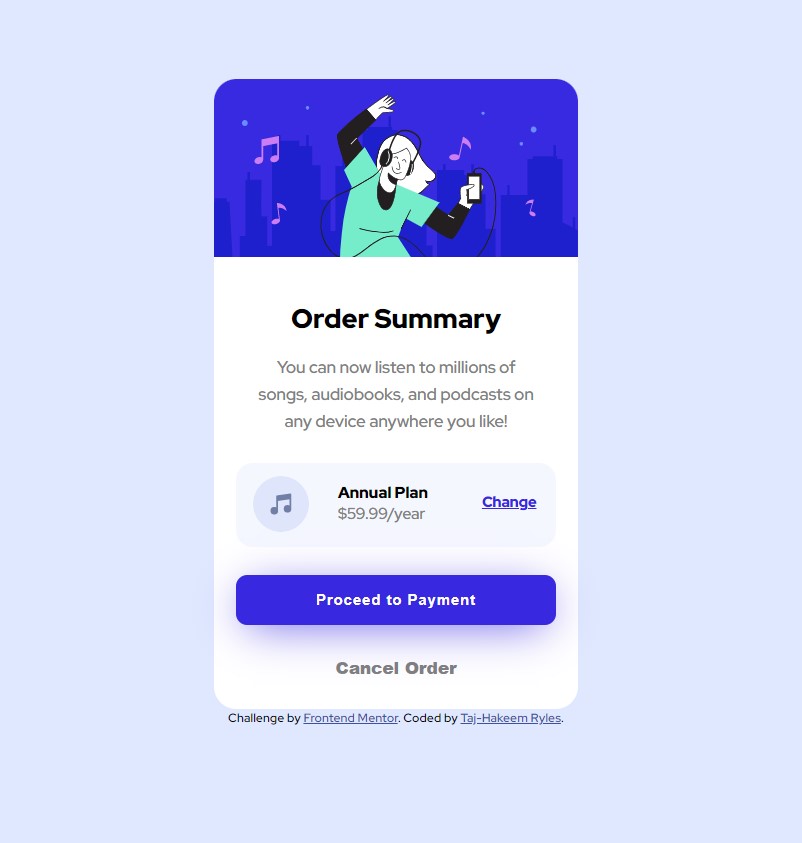 Order Summary
You can now listen to millions of
songs, audiobooks, and podcasts on
any device anywhere you like!
Annual Plan
$59.99/year
Change
Proceed to Payment
Cancel Order
Challenge by Frontend Mentor. Coded by Taj-Hakeem Ryles.